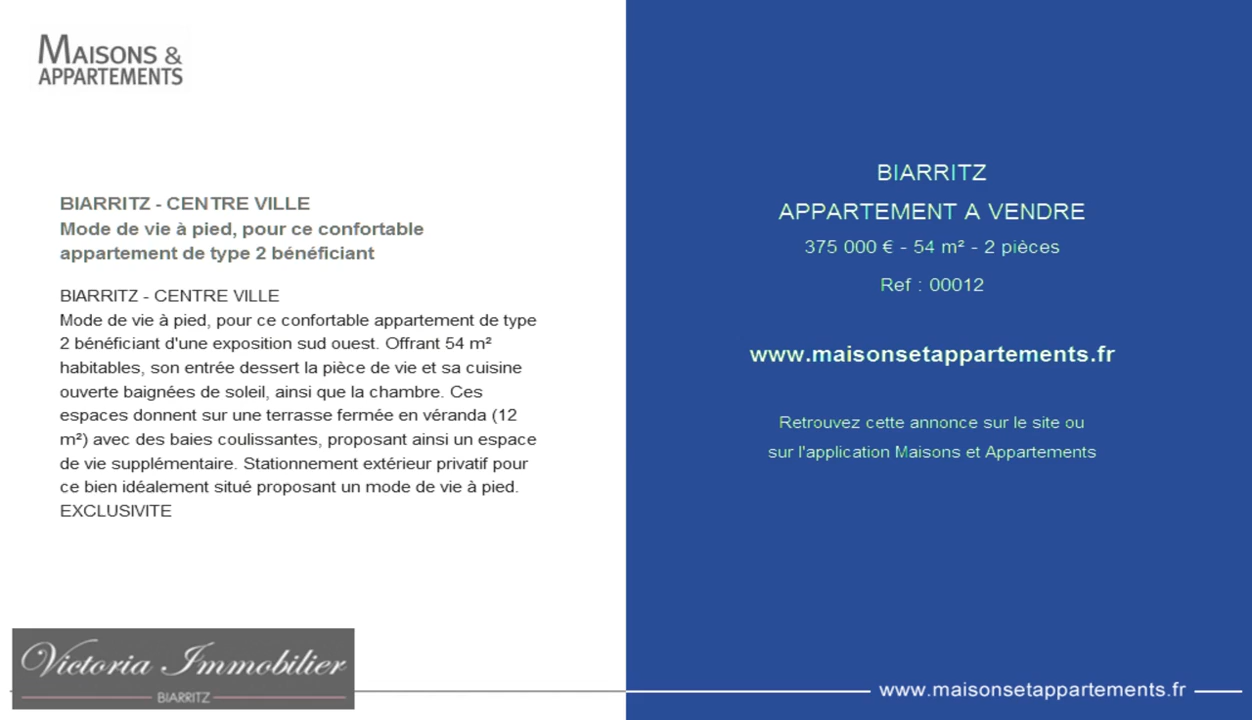 MAISONS &
APPARTEMENTS
BIARRITZ - CENTRE VILLE
Mode de vie à pied, pour ce confortable
appartement de type 2 bénéficiant
BIARRITZ - CENTRE VILLE
Mode de vie à pied, pour ce confortable appartement de type
2 bénéficiant d'une exposition sud ouest. Offrant 54 m²
habitables, son entrée dessert la pièce de vie et sa cuisine
ouverte baignées de soleil, ainsi que la chambre. Ces
espaces donnent sur une terrasse fermée en véranda (12
m²) avec des baies coulissantes, proposant ainsi un espace
de vie supplémentaire. Stationnement extérieur privatif pour
ce bien idéalement situé proposant un mode de vie à pied.
EXCLUSIVITE
Victoria Immobilier
BIARRITZ
BIARRITZ
APPARTEMENT A VENDRE
375 000 € - 54 m² - 2 pièces
Ref : 00012
www.maisonsetappartements.fr
Retrouvez cette annonce sur le site ou
sur l'application Maisons et Appartements
www.maisonsetappartements.fr